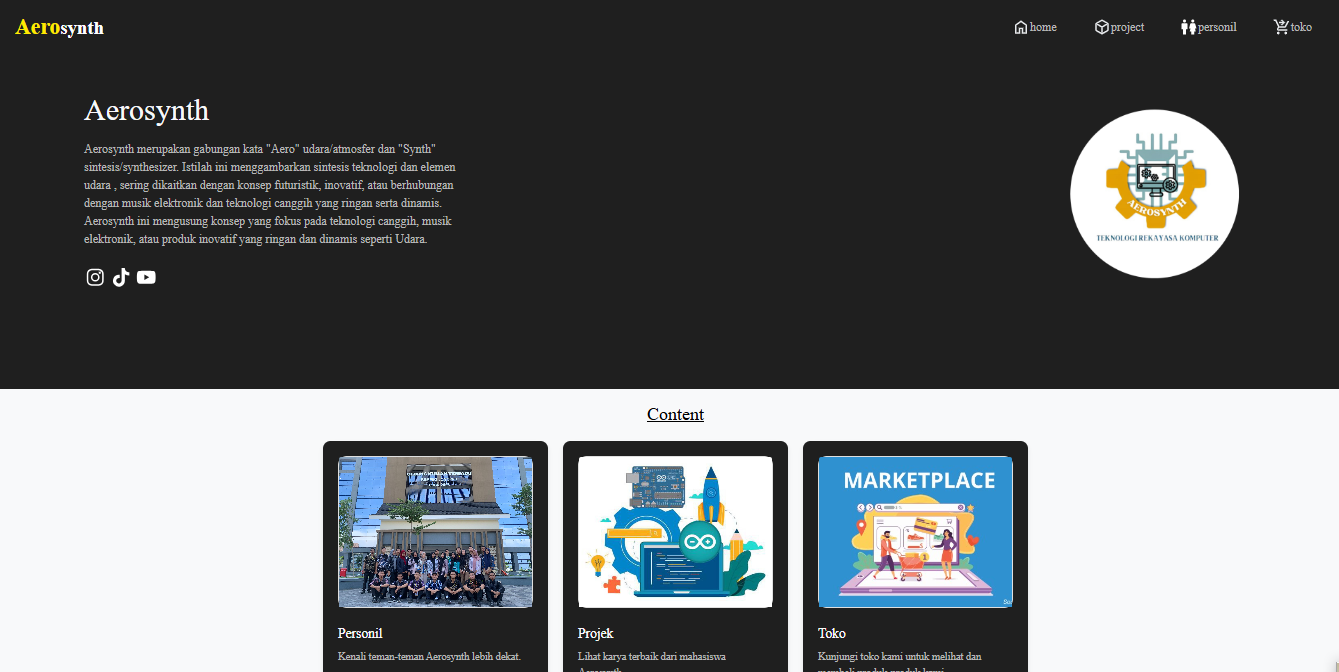 Aerosynth
home
project
personil
toko
Aerosynth
Aerosynth merupakan gabungan kata "Aero" udara/atmosfer dan "Synth"
sintesis/synthesizer. Istilah ini menggambarkan sintesis teknologi dan elemen
udara , sering dikaitkan dengan konsep futuristik, inovatif, atau berhubungan
dengan musik elektronik dan teknologi canggih yang ringan serta dinamis.
Aerosynth ini mengusung konsep yang fokus pada teknologi canggih, musik
elektronik, atau produk inovatif yang ringan dan dinamis seperti Udara.
AEROSYNTH
TEKNOLOGI REKAYASA KOMPUTER
Content
MARKETPLACE
Personil
Kenali teman-teman Aerosynth lebih dekat.
Projek
Lihat karya terbaik dari mahasiswa
Toko
Kunjungi toko kami untuk melihat dan